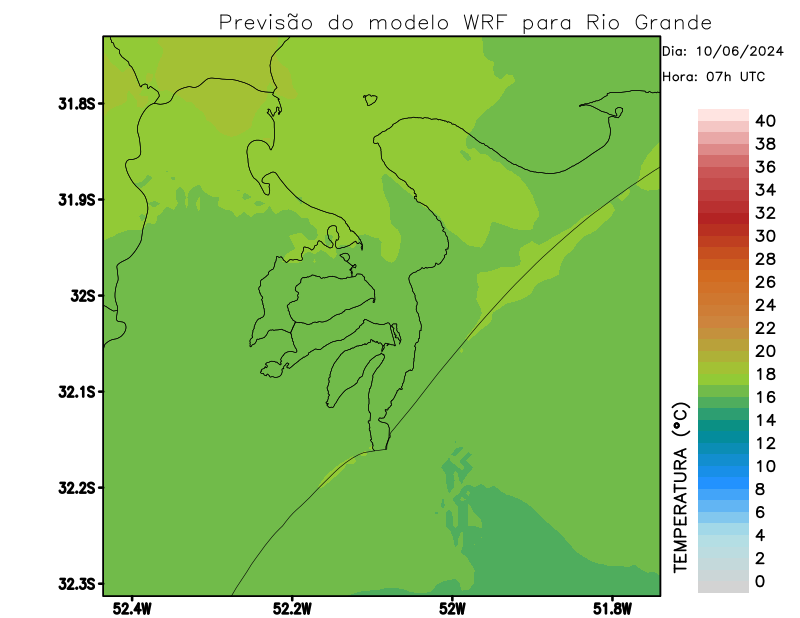 Previsão do modelo WRF para Rio Grande
Dia: 10/06/2024
Hora: 07h UTC
31.8S
31.9S
32S
32.1S
32.2S
32.3S
52.4W
52.2W
52W
51.8W
TEMPERATURA (°C)
40
38
36
34
32
30
28
26
24
22
20
18
16
14
12
10
8
6
4
2
0